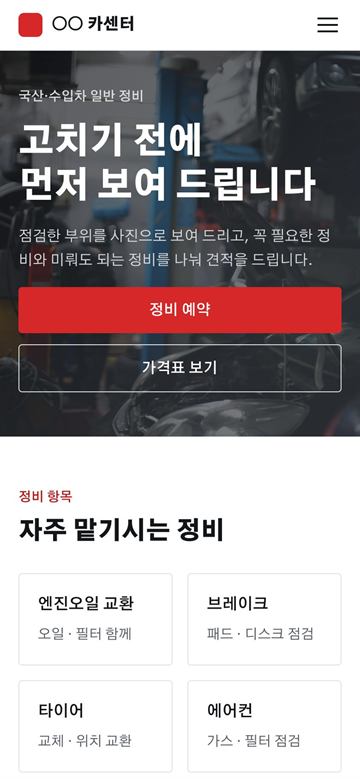 ○○ 카센터
국산·수입차 일반 정비
고치기 전에
먼저 보여 드립니다
점검한 부위를 사진으로 보여 드리고, 꼭 필요한 정
비와 미뤄도 되는 정비를 나눠 견적을 드립니다.
정비 예약
가격표 보기
정비 항목
자주 맡기시는 정비
엔진오일 교환
오일 · 필터 함께
브레이크
패드 · 디스크 점검
타이어
교체 · 위치 교환
에어컨
가스 · 필터 점검